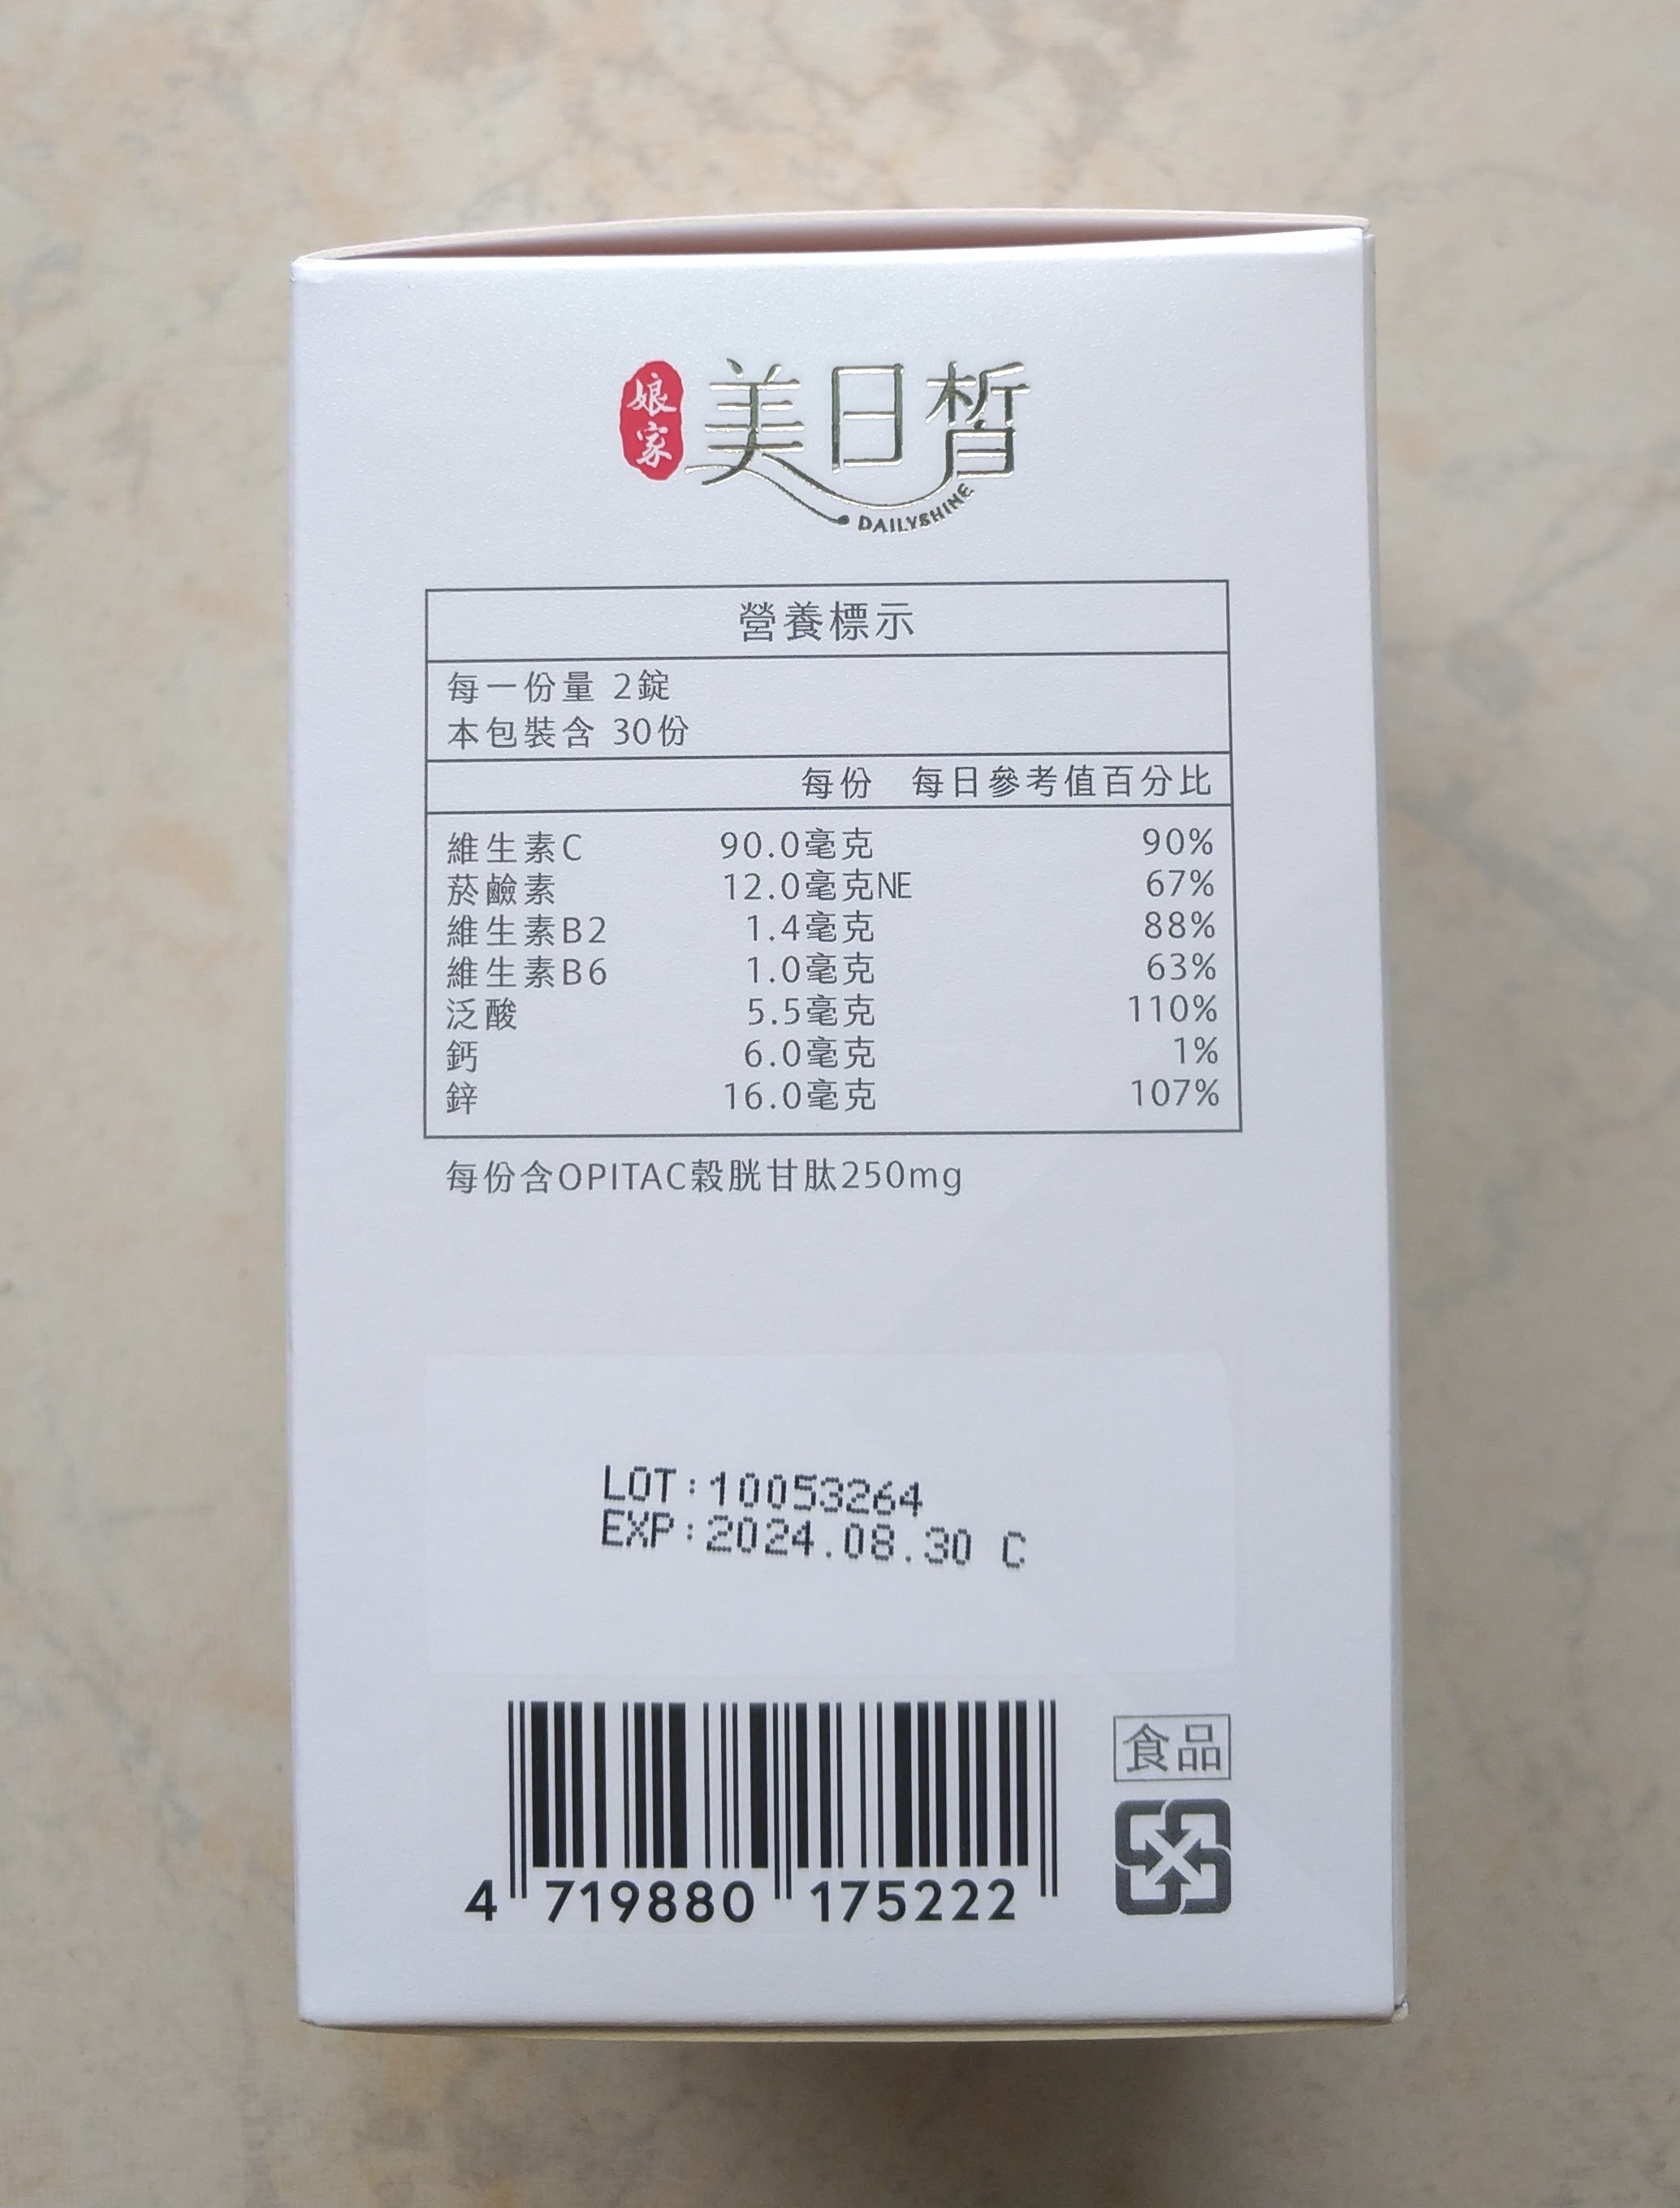 娘家
美日皙
DAILYSHINE
營養標示
每一份量 2錠
本包裝含 30份
每份 每日參考值百分比
維生素C 90.0毫克 90%
菸鹼素 12.0毫克NE 67%
維生素B2 1.4毫克 88%
維生素B6 1.0毫克 63%
泛酸 5.5毫克 110%
鈣 6.0毫克 1%
鋅 16.0毫克 107%
每份含OPITAC穀胱甘肽250mg
LOT:10053264
EXP:2024.08.30 C
食品
4 719880 175222